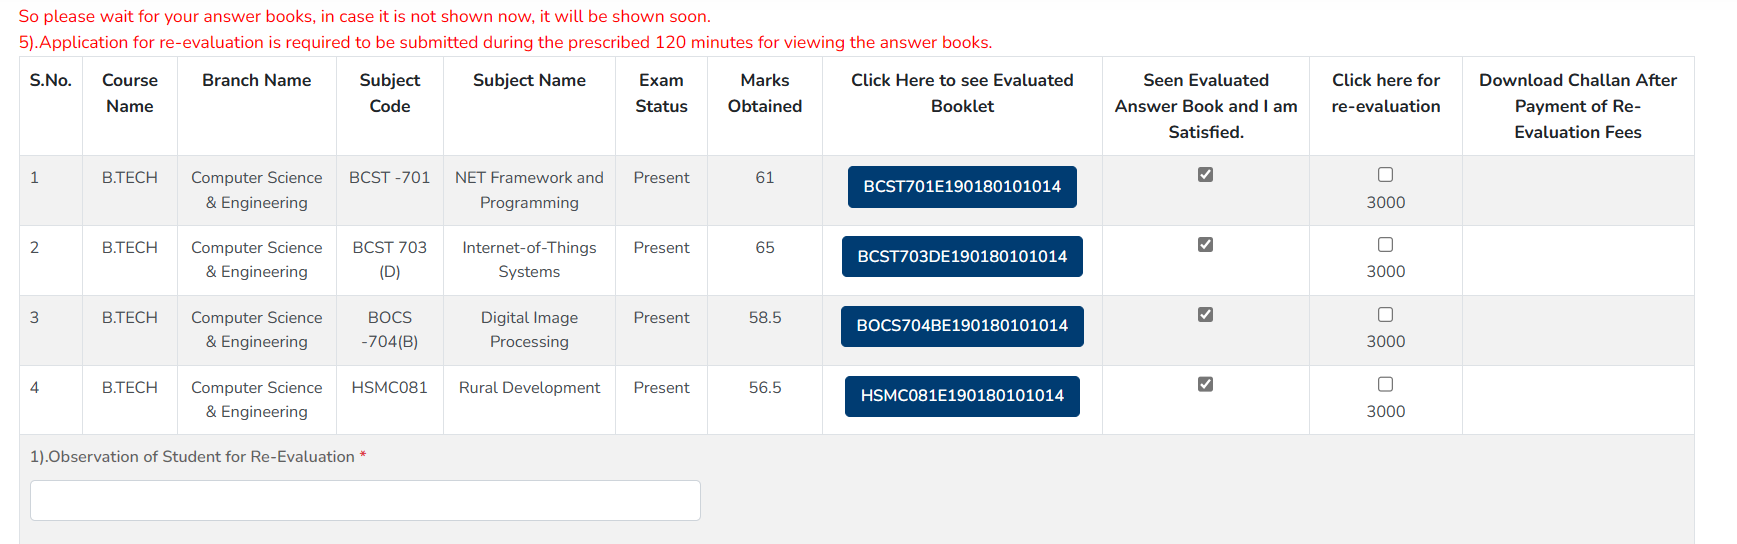 So please wait for your answer books, in case it is not shown now, it will be shown soon.
5).Application for re-evaluation is required to be submitted during the prescribed 120 minutes for viewing the answer books.
S.No. Course Name Branch Name Subject Code Subject Name Exam Status Marks Obtained Click Here to see Evaluated Booklet Seen Evaluated Answer Book and I am Satisfied. Click here for re-evaluation Download Challan After Payment of Re-Evaluation Fees
1 B.TECH Computer Science & Engineering BCST -701 NET Framework and Programming Present 61 BCST701E190180101014 3000
2 B.TECH Computer Science & Engineering BCST 703 (D) Internet-of-Things Systems Present 65 BCST703DE190180101014 3000
3 B.TECH Computer Science & Engineering BOCS -704(B) Digital Image Processing Present 58.5 BOCS704BE190180101014 3000
4 B.TECH Computer Science & Engineering HSMC081 Rural Development Present 56.5 HSMC081E190180101014 3000
1).Observation of Student for Re-Evaluation *